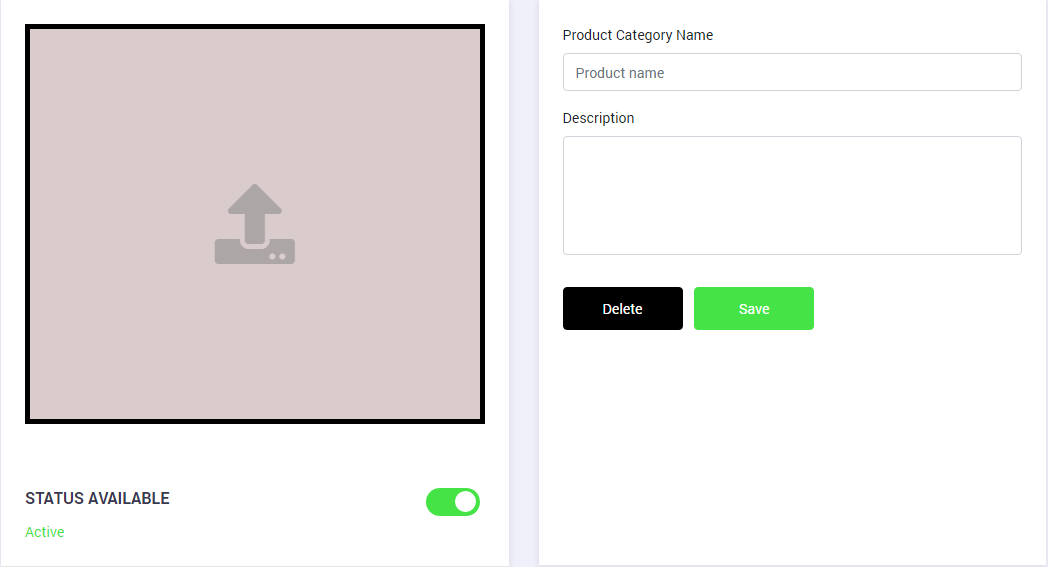 STATUS AVAILABLE
Active
Product Category Name
Product name
Description
Delete
Save